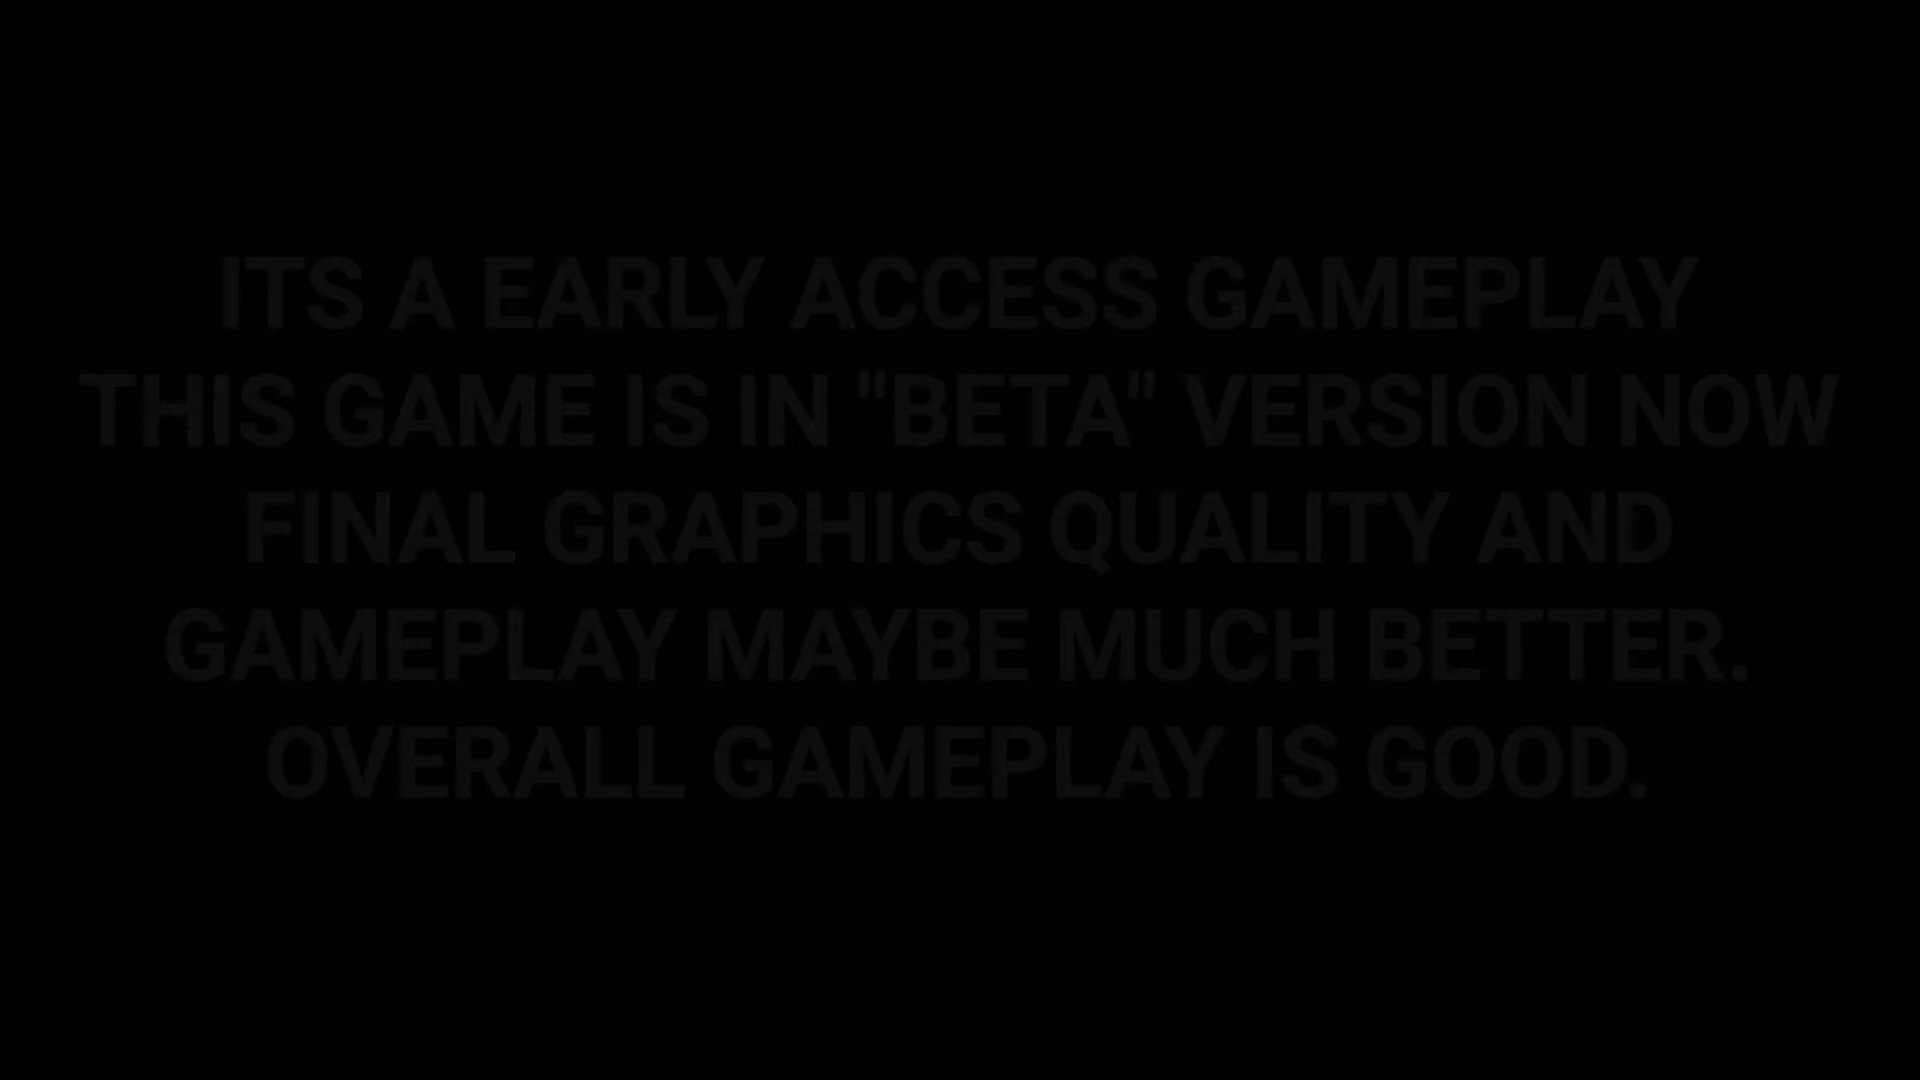 ITS A EARLY ACCESS GAMEPLAY
THIS GAME IS IN "BETA" VERSION NOW
FINAL GRAPHICS QUALITY AND
GAMEPLAY MAYBE MUCH BETTER.
OVERALL GAMEPLAY IS GOOD.